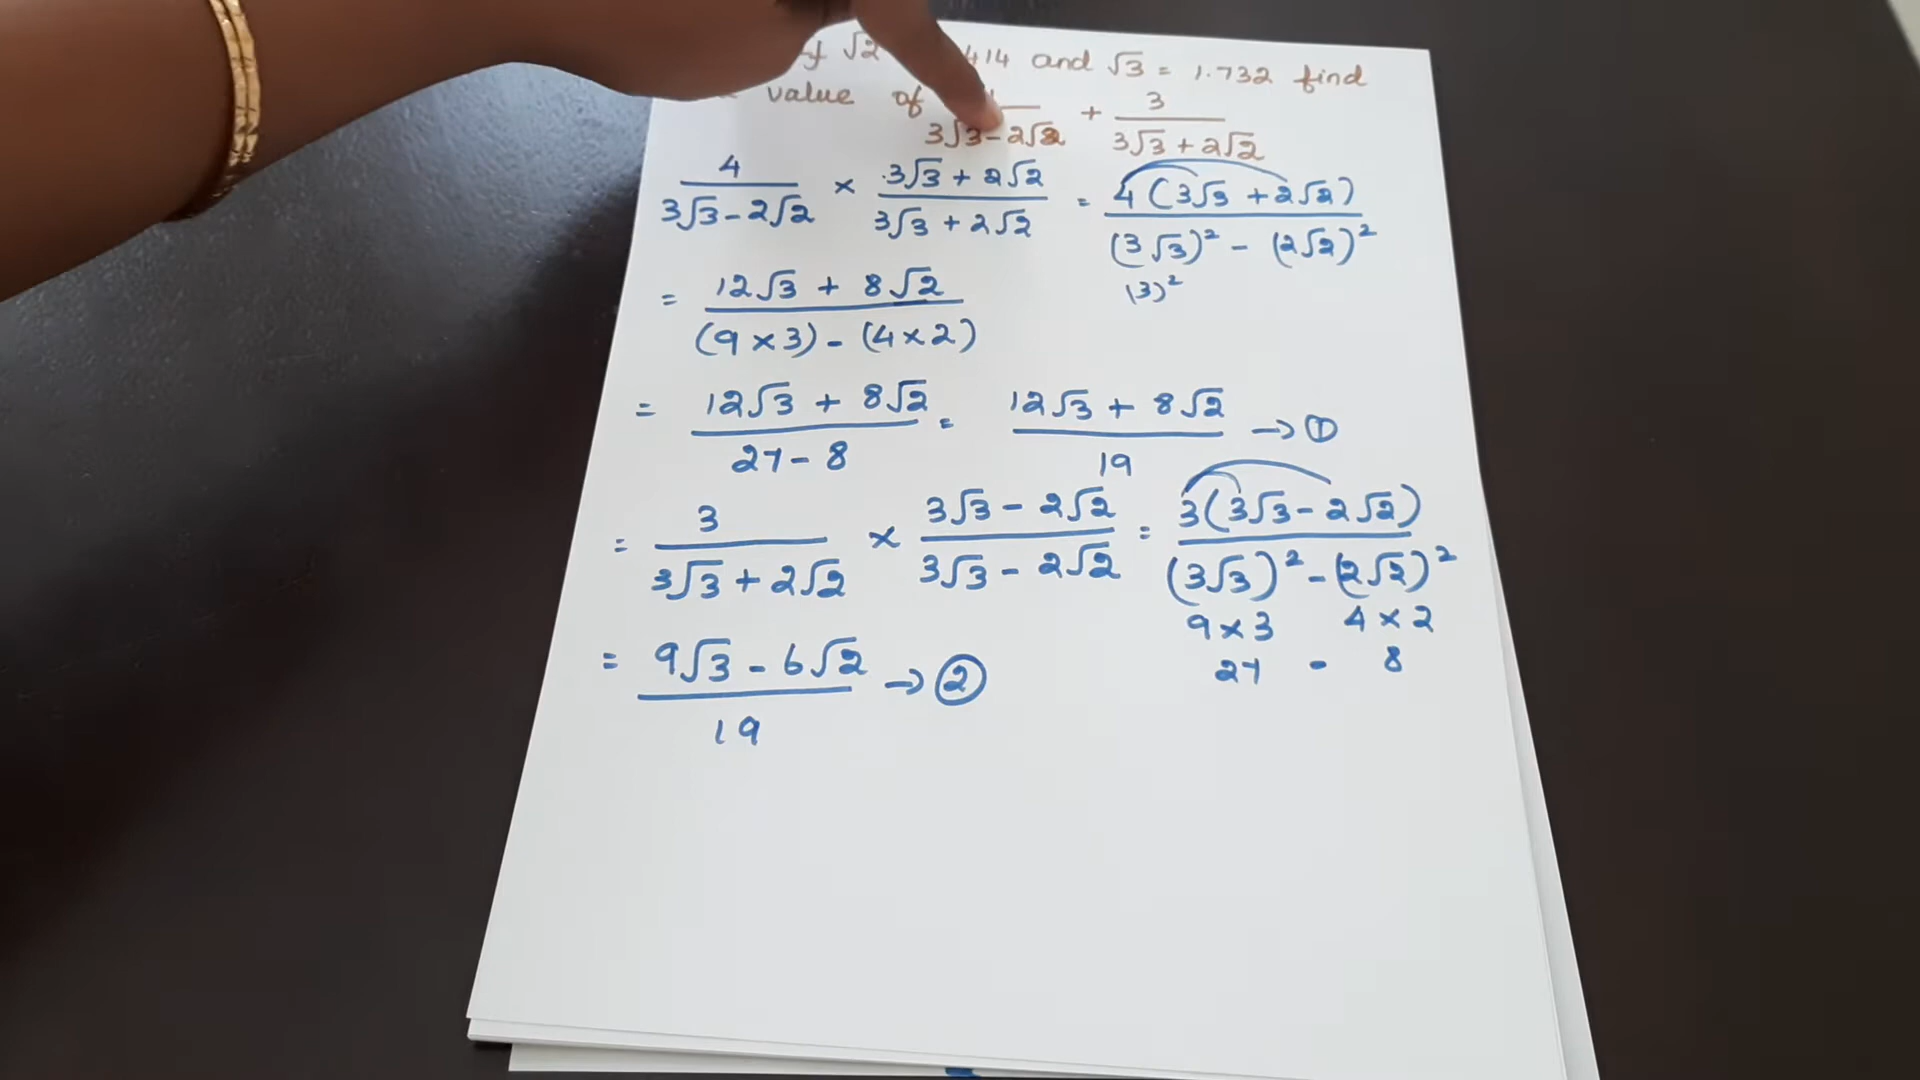 √2 414 and √3 = 1.732 find
value of 3√3-2√2 + 3/(3√3+2√2)
4/(3√3-2√2) × (3√3+2√2)/(3√3+2√2) = 4(3√3+2√2)/((3√3)²-(2√2)²)
(3)²
= (12√3+8√2)/((9×3)-(4×2))
= (12√3+8√2)/(27-8) = (12√3+8√2)/19 → ①
= 3/(3√3+2√2) × (3√3-2√2)/(3√3-2√2) = 3(3√3-2√2)/((3√3)²-(2√2)²)
9×3 4×2
27 - 8
= (9√3-6√2)/19 → ②